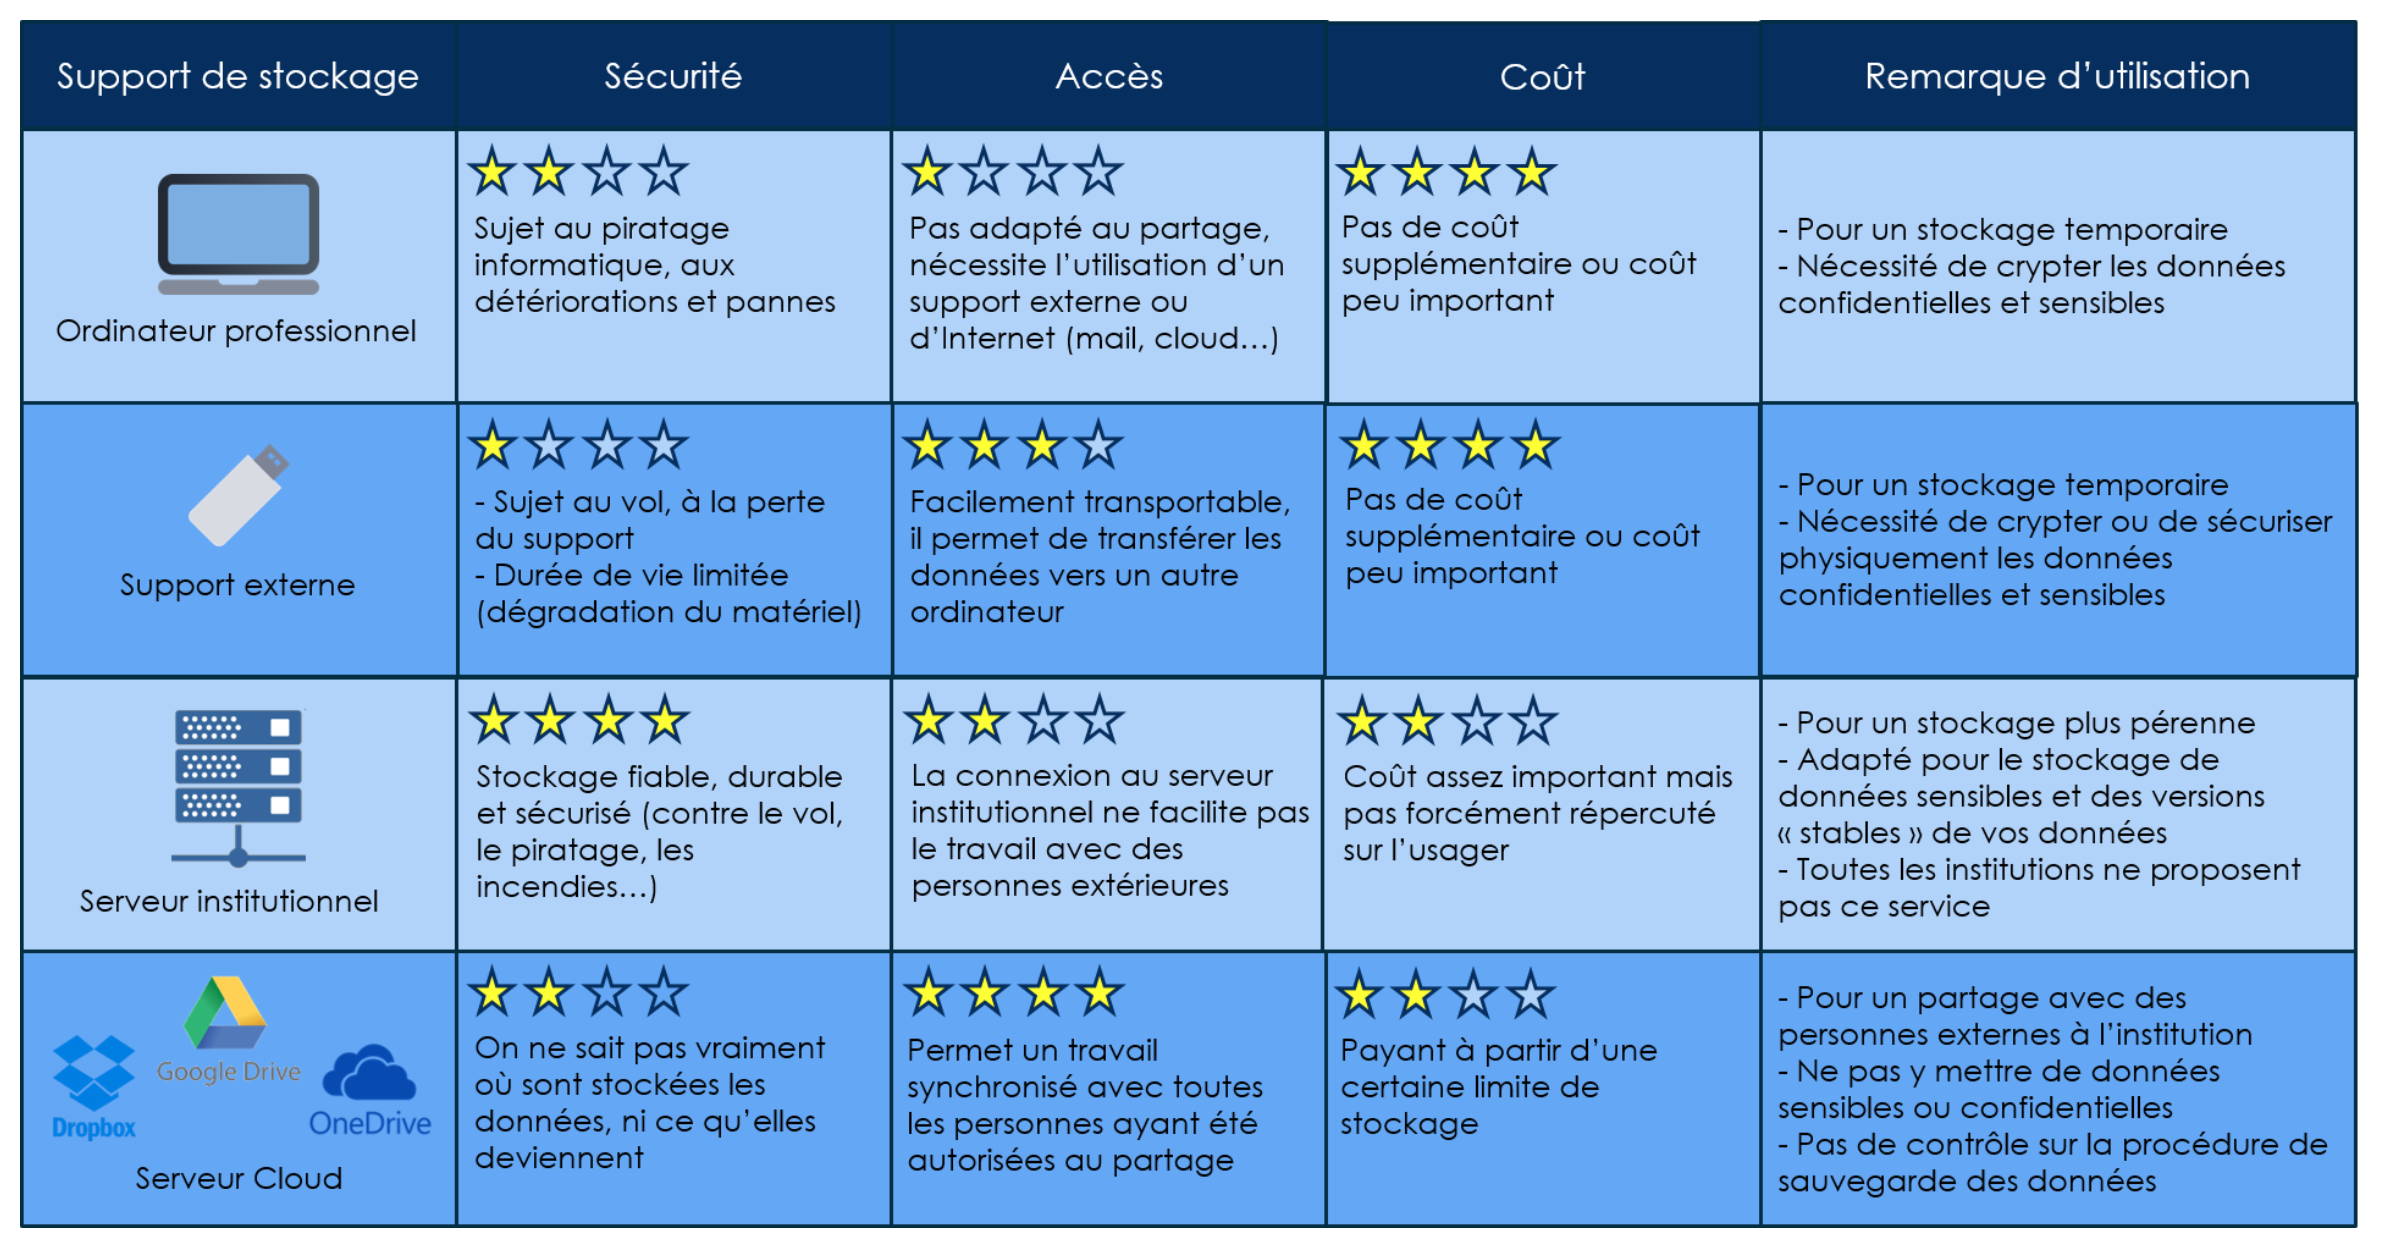 Support de stockage
Sécurité
Accès
Coût
Remarque d’utilisation
Ordinateur professionnel
Sujet au piratage
informatique, aux
détériorations et pannes
Pas adapté au partage,
nécessite l’utilisation d’un
support externe ou
d’Internet (mail, cloud…)
Pas de coût
supplémentaire ou coût
peu important
- Pour un stockage temporaire
- Nécessité de crypter les données
confidentielles et sensibles
Support externe
- Sujet au vol, à la perte
du support
- Durée de vie limitée
(dégradation du matériel)
Facilement transportable,
il permet de transférer les
données vers un autre
ordinateur
Pas de coût
supplémentaire ou coût
peu important
- Pour un stockage temporaire
- Nécessité de crypter ou de sécuriser
physiquement les données
confidentielles et sensibles
Serveur institutionnel
Stockage fiable, durable
et sécurisé (contre le vol,
le piratage, les
incendies…)
La connexion au serveur
institutionnel ne facilite pas
le travail avec des
personnes extérieures
Coût assez important mais
pas forcément répercuté
sur l’usager
- Pour un stockage plus pérenne
- Adapté pour le stockage de
données sensibles et des versions
« stables » de vos données
- Toutes les institutions ne proposent
pas ce service
Google Drive
Dropbox
OneDrive
Serveur Cloud
On ne sait pas vraiment
où sont stockées les
données, ni ce qu’elles
deviennent
Permet un travail
synchronisé avec toutes
les personnes ayant été
autorisées au partage
Payant à partir d’une
certaine limite de
stockage
- Pour un partage avec des
personnes externes à l’institution
- Ne pas y mettre de données
sensibles ou confidentielles
- Pas de contrôle sur la procédure de
sauvegarde des données